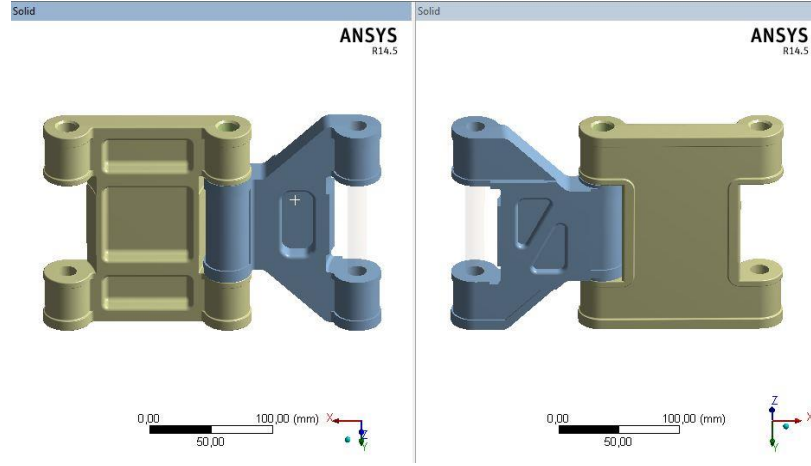 Solid
ANSYS
R14.5
0,00
100,00 (mm)
50,00
X
Z
Y
Solid
ANSYS
R14.5
0,00
100,00 (mm)
50,00
Z
X
Y